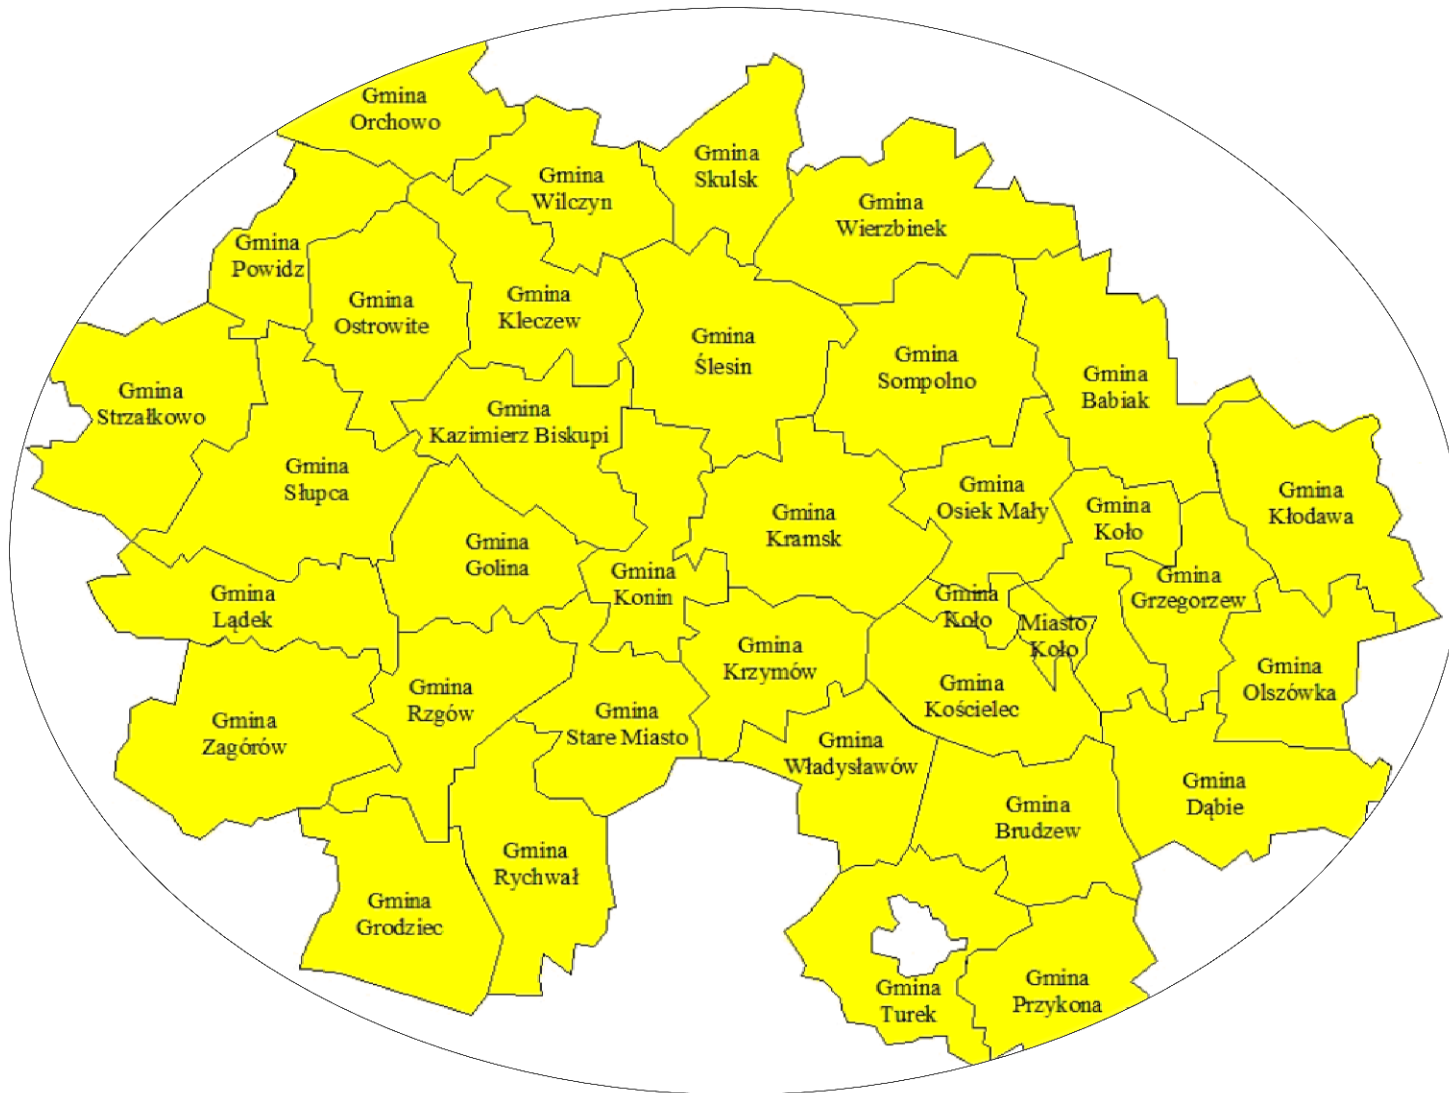 Gmina
Orchowo
Gmina
Wilczyn
Gmina
Skulsk
Gmina
Wierzbinek
Gmina
Powidz
Gmina
Ostrowite
Gmina
Kleczew
Gmina
Ślesin
Gmina
Sompolno
Gmina
Babiak
Gmina
Strzałkowo
Gmina
Kazimierz Biskupi
Gmina
Słupca
Gmina
Osiek Mały
Gmina
Koło
Gmina
Kłodawa
Gmina
Kramsk
Gmina
Golina
Gmina
Konin
Gmina
Grzegorzew
Gmina
Lądek
Gmina
Koło
Miasto
Koło
Gmina
Krzymów
Gmina
Olszówka
Gmina
Rzgów
Gmina
Kościelec
Gmina
Zagórów
Gmina
Stare Miasto
Gmina
Władysławów
Gmina
Dąbie
Gmina
Brudzew
Gmina
Rychwał
Gmina
Grodziec
Gmina
Turek
Gmina
Przykona